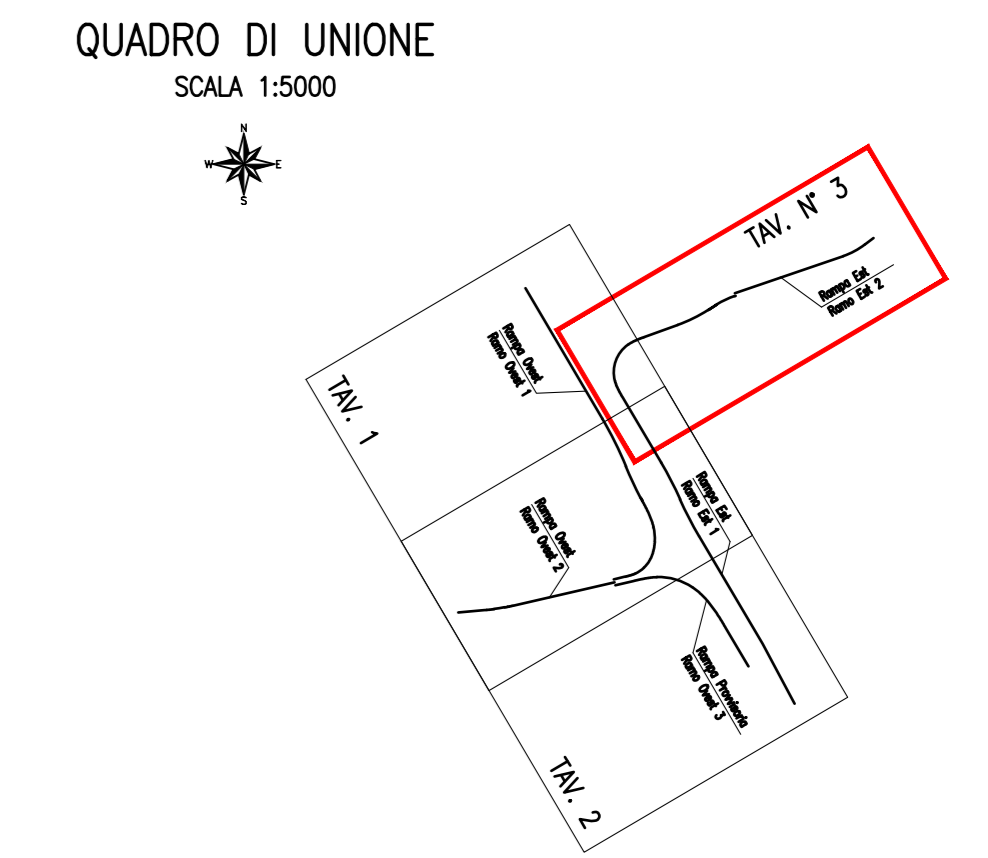 QUADRO DI UNIONE
SCALA 1:5000
N
W
E
S
TAV. N° 3
Rampa Est
Ramo Est 2
Rampa Ovest
Ramo Ovest 1
TAV. 1
Rampa Est
Ramo Est 1
Rampa Ovest
Ramo Ovest 2
Rampa Provvisoria
Ramo Ovest 3
TAV. 2